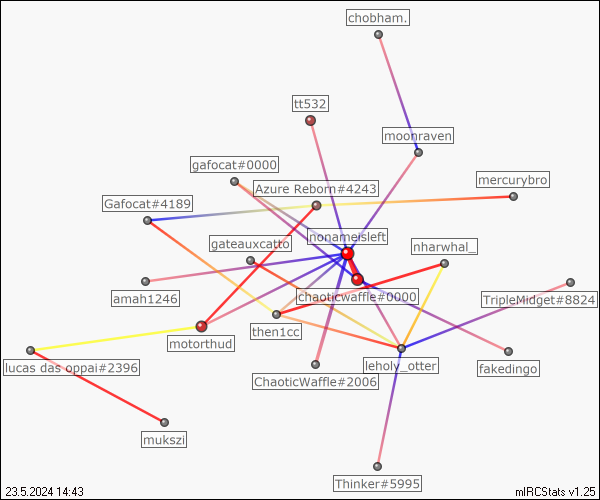 chobham.
tt532
moonraven
gafocat#0000
mercurybro
Azure Reborn#4243
Gafocat#4189
nonameisleft
gateauxcatto
nharwhal_
amah1246
chaoticwaffle#0000
TripleMidget#8824
then1cc
motorthud
lucas das oppai#2396
leholy_otter
fakedingo
ChaoticWaffle#2006
mukszi
Thinker#5995
23.5.2024 14:43
mIRCStats v1.25